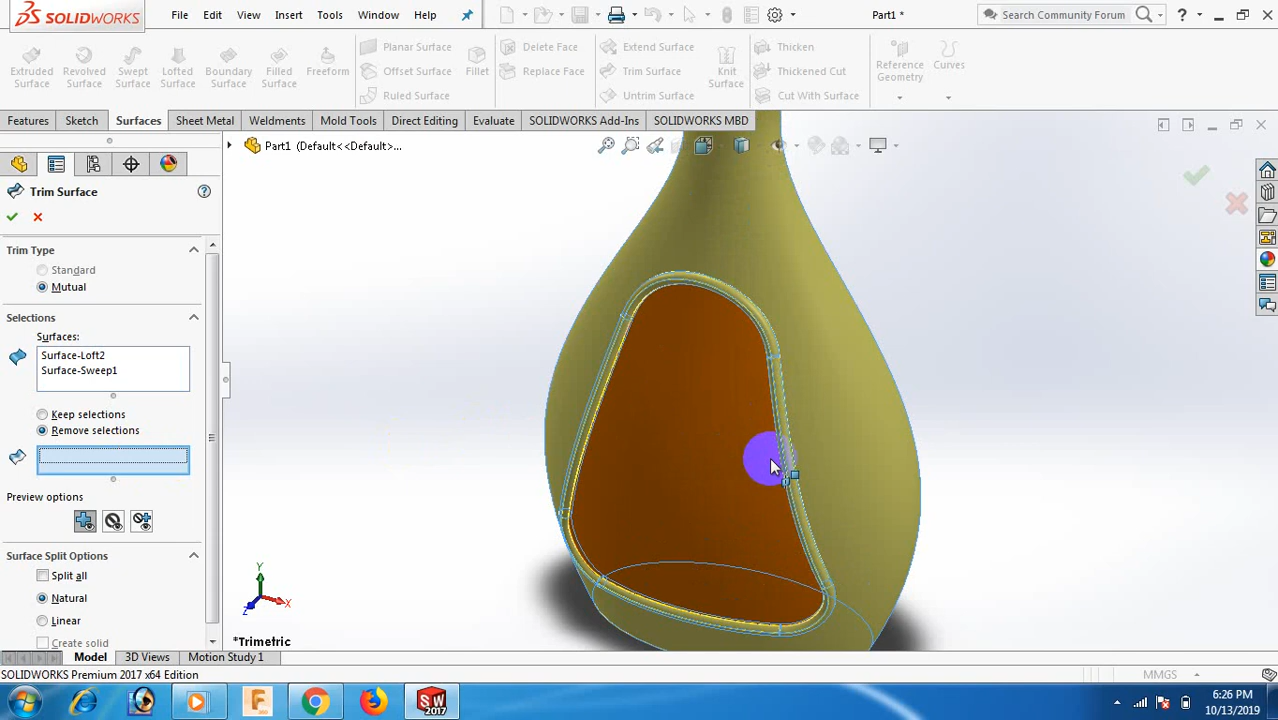 SOLIDWORKS
File Edit View Insert Tools Window Help
Part1 *
Search Community Forum
?
Extruded Surface
Revolved Surface
Swept Surface
Lofted Surface
Boundary Surface
Filled Surface
Freeform
Planar Surface
Offset Surface
Ruled Surface
Fillet
Delete Face
Replace Face
Extend Surface
Trim Surface
Untrim Surface
Knit Surface
Thicken
Thickened Cut
Cut With Surface
Reference Geometry
Curves
Features Sketch Surfaces Sheet Metal Weldments Mold Tools Direct Editing Evaluate SOLIDWORKS Add-Ins SOLIDWORKS MBD
Part1 (Default<<Default>...
Trim Surface
?
Trim Type
Standard
Mutual
Selections
Surfaces:
Surface-Loft2
Surface-Sweep1
Keep selections
Remove selections
Preview options
Surface Split Options
Split all
Natural
Linear
Create solid
Y
X
Z
*Trimetric
Model 3D Views Motion Study 1
SOLIDWORKS Premium 2017 x64 Edition
MMGS
F
SW
2017
6:26 PM
10/13/2019